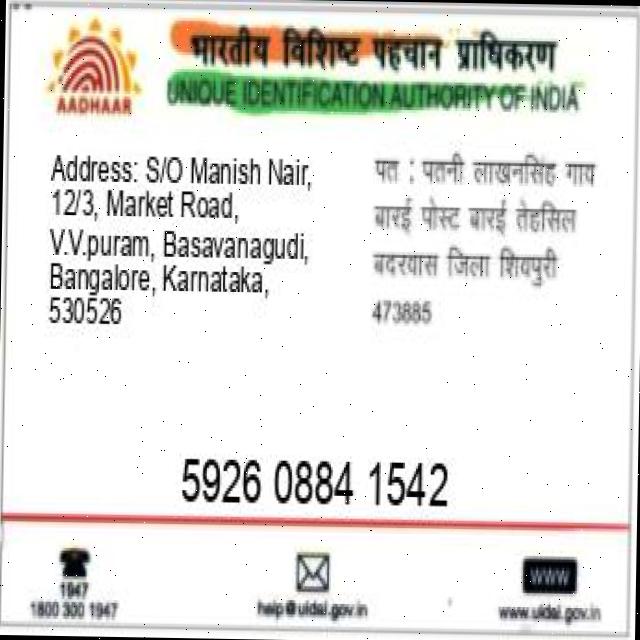 भारतीय विशिष्ट पहचान प्राधिकरण
AADHAAR
UNIQUE IDENTIFICATION AUTHORITY OF INDIA
Address: S/O Manish Nair,
12/3, Market Road,
V.V.puram, Basavanagudi,
Bangalore, Karnataka,
530526
पत : पतनी लाखनसिंह गाव
बारई पोस्ट बारई तेहसिल
बदरवास जिला शिवपुरी
473885
5926 0884 1542
1947
1800 300 1947
help@uidai.gov.in
WWW
www.uidai.gov.in